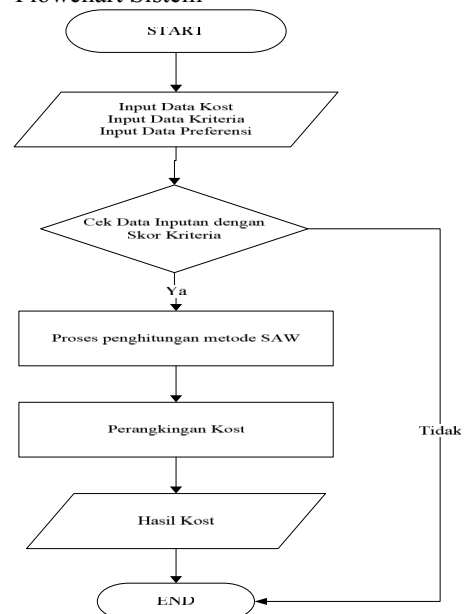 Flowchart Sistem
START
Input Data Kost
Input Data Kriteria
Input Data Preferensi
Cek Data Inputan dengan
Skor Kriteria
Ya
Proses penghitungan metode SAW
Perangkingan Kost
Tidak
Hasil Kost
END